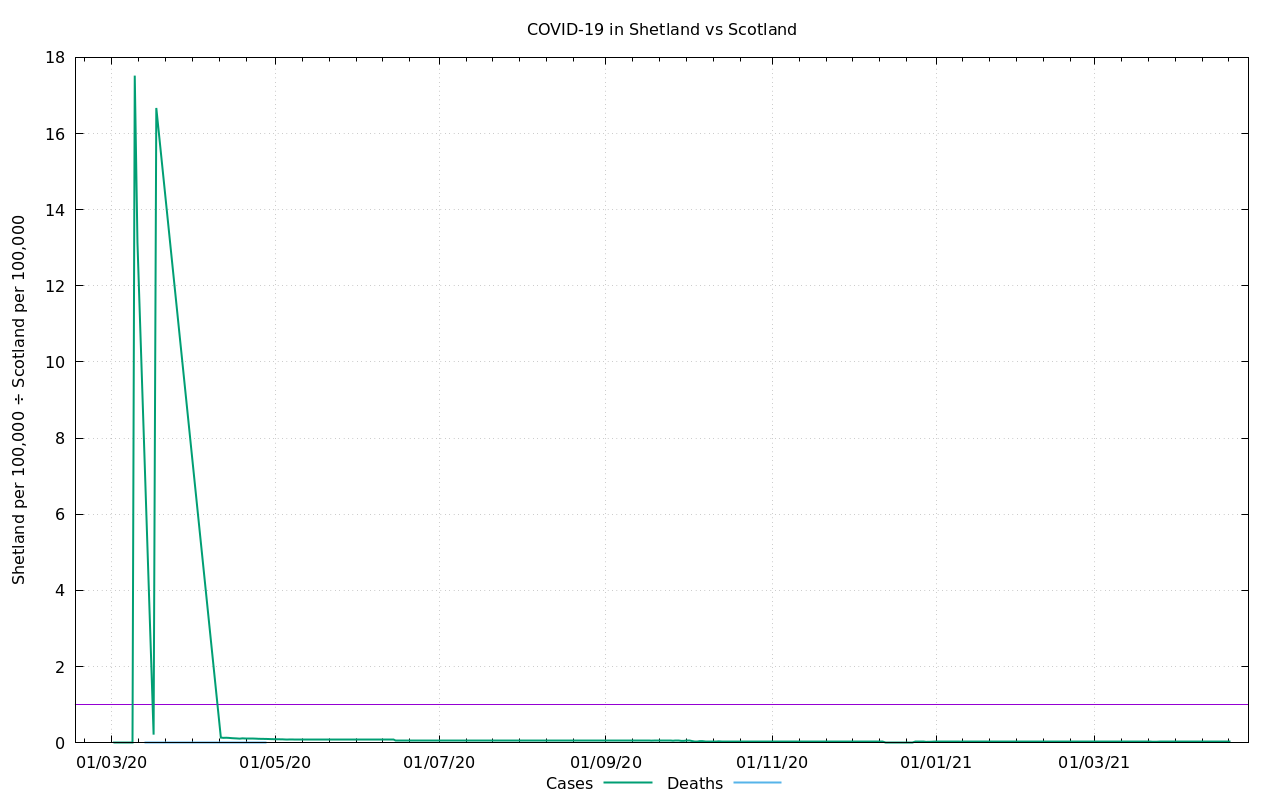 COVID-19 in Shetland vs Scotland
Shetland per 100,000 ÷ Scotland per 100,000
18
16
14
12
10
8
6
4
2
0
01/03/20 01/05/20 01/07/20 01/09/20 01/11/20 01/01/21 01/03/21
Cases Deaths